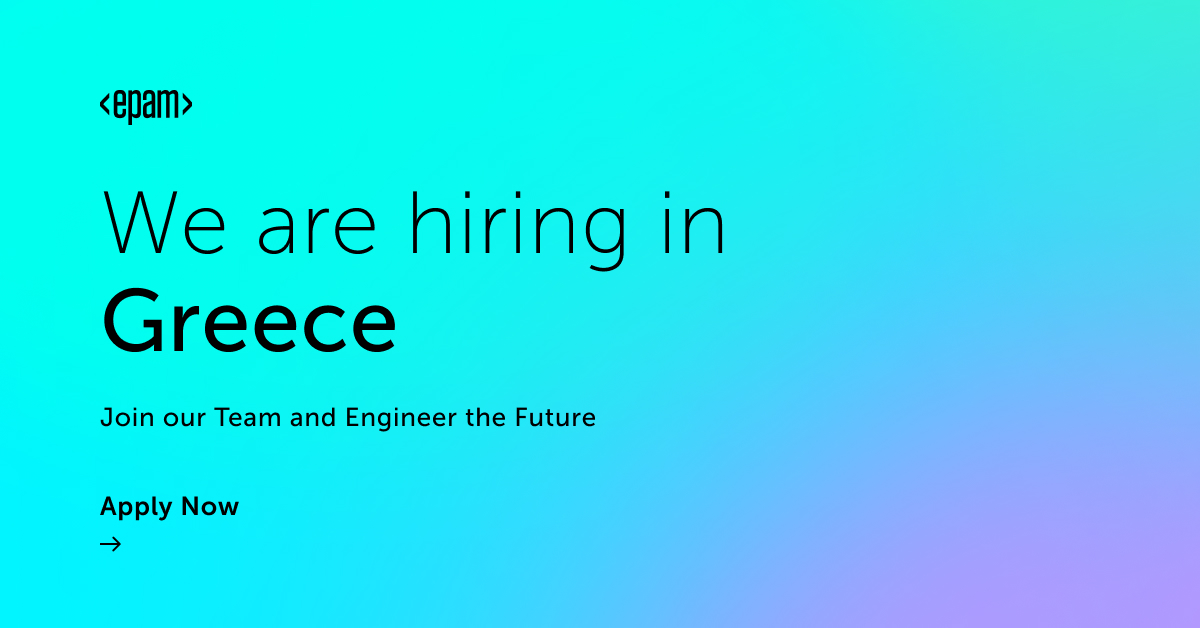 <epam>
We are hiring in
Greece
Join our Team and Engineer the Future
Apply Now
→